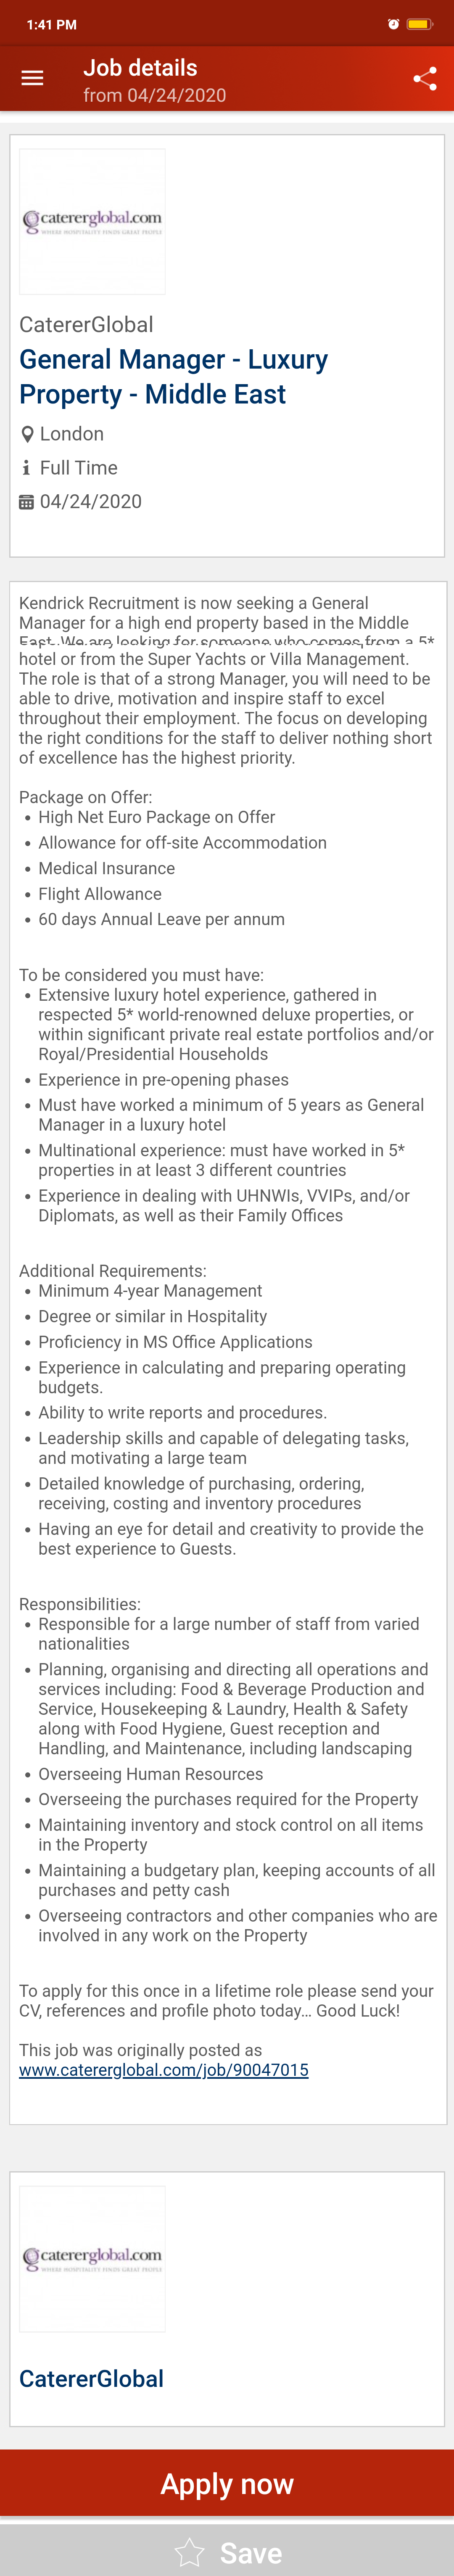 1:41 PM
Job details
from 04/24/2020
catererglobal.com
WHERE HOSPITALITY FINDS GREAT PEOPLE
CatererGlobal
General Manager - Luxury
Property - Middle East
London
Full Time
04/24/2020
Kendrick Recruitment is now seeking a General
Manager for a high end property based in the Middle
East. We are looking for someone who comes from a 5*
hotel or from the Super Yachts or Villa Management.
The role is that of a strong Manager, you will need to be
able to drive, motivation and inspire staff to excel
throughout their employment. The focus on developing
the right conditions for the staff to deliver nothing short
of excellence has the highest priority.
Package on Offer:
• High Net Euro Package on Offer
• Allowance for off-site Accommodation
• Medical Insurance
• Flight Allowance
• 60 days Annual Leave per annum
To be considered you must have:
• Extensive luxury hotel experience, gathered in
respected 5* world-renowned deluxe properties, or
within significant private real estate portfolios and/or
Royal/Presidential Households
• Experience in pre-opening phases
• Must have worked a minimum of 5 years as General
Manager in a luxury hotel
• Multinational experience: must have worked in 5*
properties in at least 3 different countries
• Experience in dealing with UHNWIs, VVIPs, and/or
Diplomats, as well as their Family Offices
Additional Requirements:
• Minimum 4-year Management
• Degree or similar in Hospitality
• Proficiency in MS Office Applications
• Experience in calculating and preparing operating
budgets.
• Ability to write reports and procedures.
• Leadership skills and capable of delegating tasks,
and motivating a large team
• Detailed knowledge of purchasing, ordering,
receiving, costing and inventory procedures
• Having an eye for detail and creativity to provide the
best experience to Guests.
Responsibilities:
• Responsible for a large number of staff from varied
nationalities
• Planning, organising and directing all operations and
services including: Food & Beverage Production and
Service, Housekeeping & Laundry, Health & Safety
along with Food Hygiene, Guest reception and
Handling, and Maintenance, including landscaping
• Overseeing Human Resources
• Overseeing the purchases required for the Property
• Maintaining inventory and stock control on all items
in the Property
• Maintaining a budgetary plan, keeping accounts of all
purchases and petty cash
• Overseeing contractors and other companies who are
involved in any work on the Property
To apply for this once in a lifetime role please send your
CV, references and profile photo today... Good Luck!
This job was originally posted as
www.catererglobal.com/job/90047015
catererglobal.com
WHERE HOSPITALITY FINDS GREAT PEOPLE
CatererGlobal
Apply now
Save